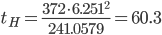 t_H = \frac{372 \cdot 6.251^2}{241.0579} = 60.3